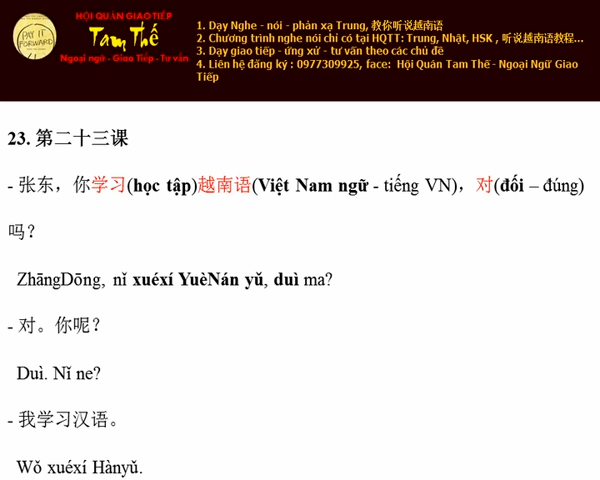 PAY IT
FORWARD
HỘI QUÁN GIAO TIẾP
Tam Thế
Ngoại ngữ - Giao Tiếp - Tư vấn
1. Dạy Nghe - nói - phản xạ Trung, 教你听说越南语
2. Chương trình nghe nói chỉ có tại HQTT: Trung, Nhật, HSK , 听说越南语教程...
3. Dạy giao tiếp - ứng xử - tư vấn theo các chủ đề
4. Liên hệ đăng ký : 0977309925, face: Hội Quán Tam Thế - Ngoại Ngữ Giao
Tiếp
23. 第二十三课
- 张东，你学习(học tập)越南语(Việt Nam ngữ - tiếng VN)，对(đối – đúng)
吗？
ZhāngDōng, nǐ xuéxí YuèNán yǔ, duì ma?
- 对。你呢？
Duì. Nǐ ne?
- 我学习汉语。
Wǒ xuéxí Hànyǔ.